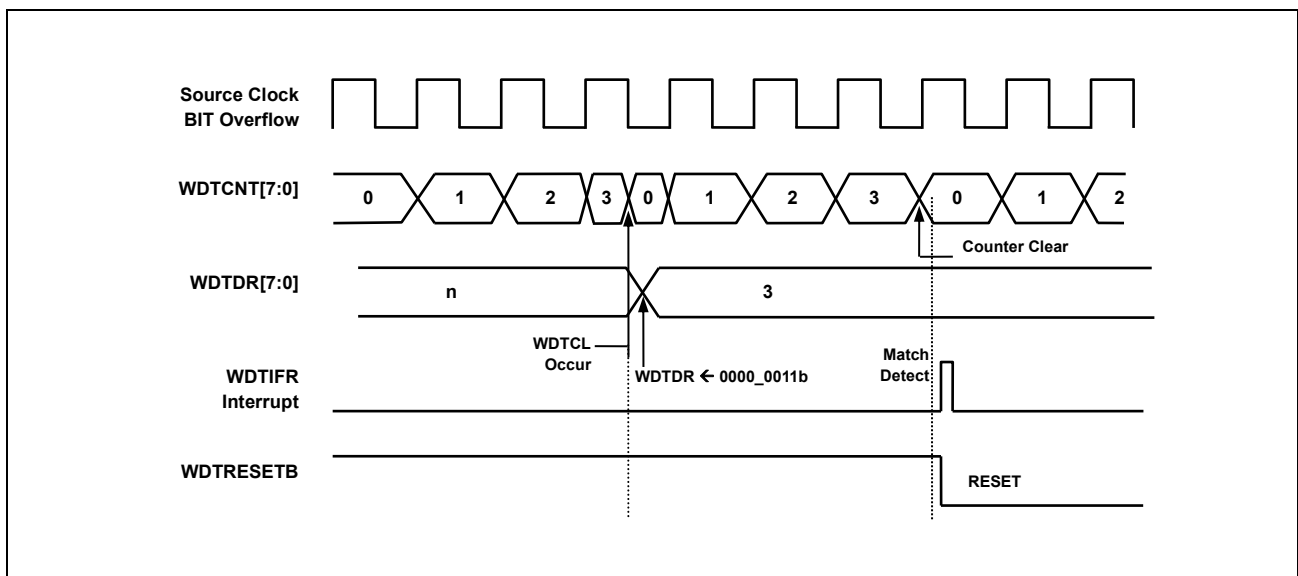 Source Clock
BIT Overflow
WDTCNT[7:0]
0 1 2 3 0 1 2 3 0 1 2
Counter Clear
WDTDR[7:0]
n 3
WDTCL
Occur
WDTDR ← 0000_0011b
Match
Detect
WDTIFR
Interrupt
WDTRESETB
RESET